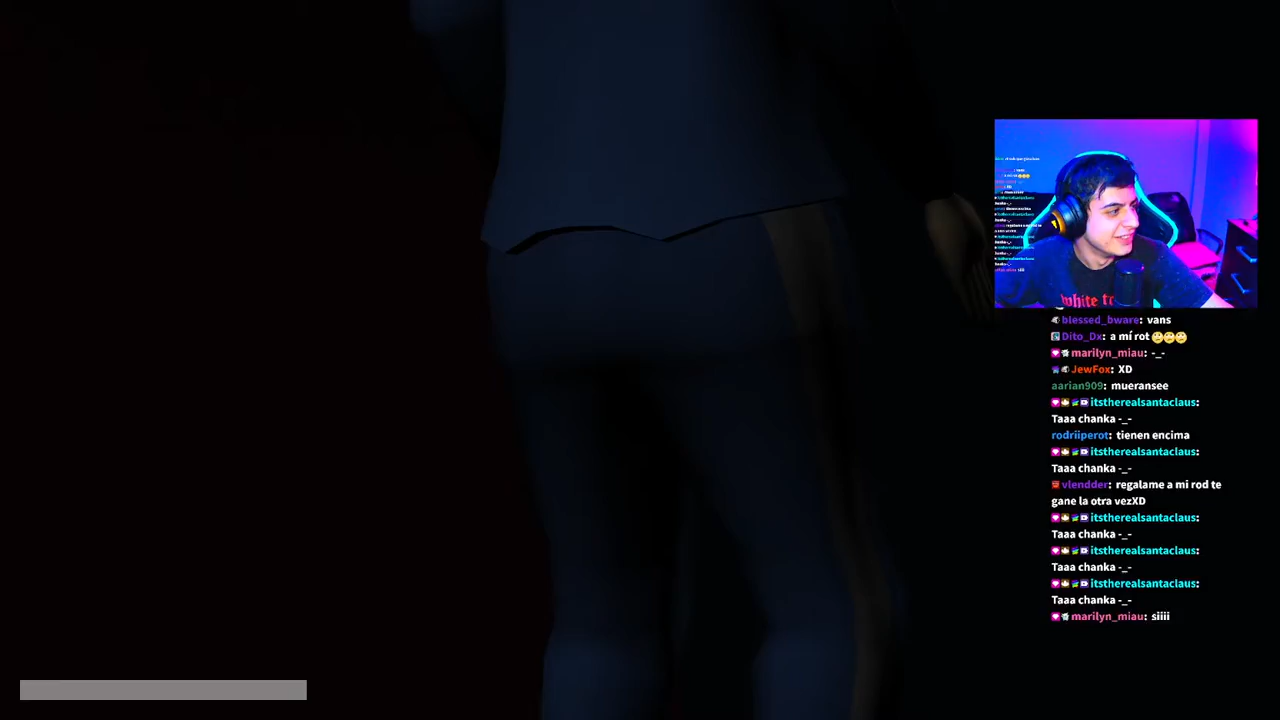 white t
blessed_bware: vans
Dito_Dx: a mí rot 🙄🙄🙄
marilyn_miau: -_-
JewFox: XD
aarian909: mueransee
itstherealsantaclaus:
Taaa chanka -_-
rodriiperot: tienen encima
itstherealsantaclaus:
Taaa chanka -_-
vlendder: regalame a mi rod te
gane la otra vezXD
itstherealsantaclaus:
Taaa chanka -_-
itstherealsantaclaus:
Taaa chanka -_-
itstherealsantaclaus:
Taaa chanka -_-
marilyn_miau: siiii